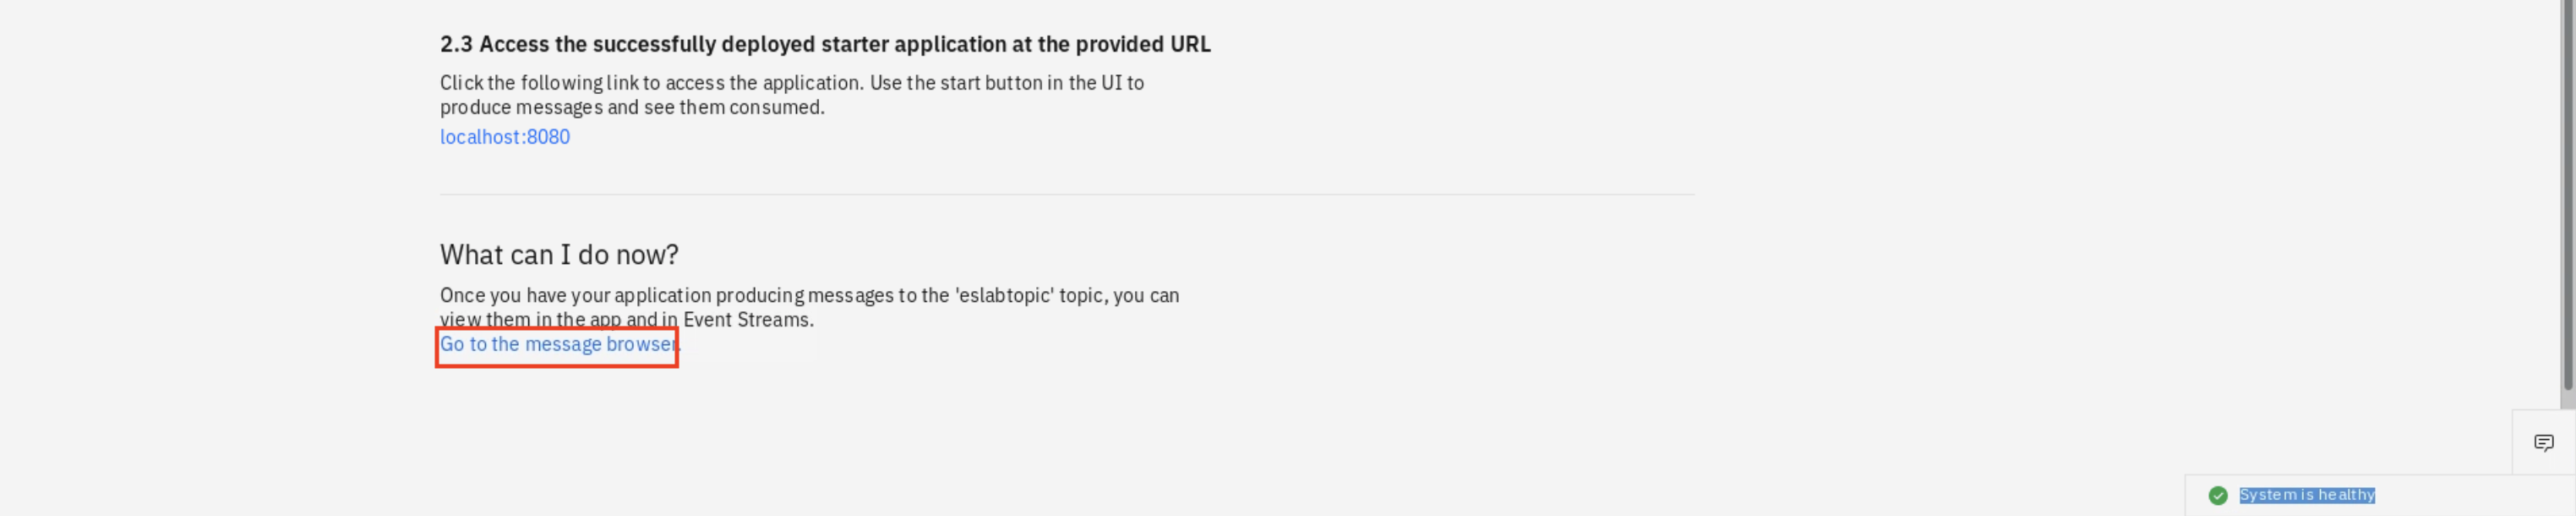 2.3 Access the successfully deployed starter application at the provided URL
Click the following link to access the application. Use the start button in the UI to
produce messages and see them consumed.
localhost:8080
What can I do now?
Once you have your application producing messages to the 'eslabtopic' topic, you can
view them in the app and in Event Streams.
Go to the message browser.
System is healthy